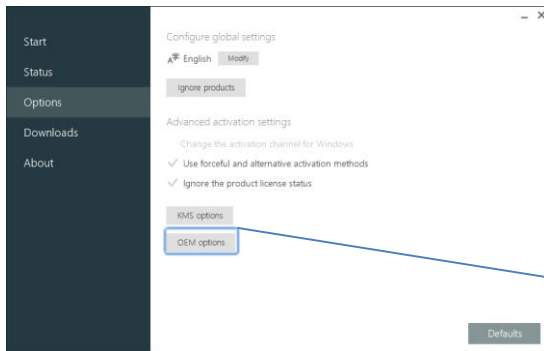 Start
Status
Options
Downloads
About
Configure global settings
English Modify
Ignore products
Advanced activation settings
Change the activation channel for Windows
Use forceful and alternative activation methods
Ignore the product license status
KMS options
OEM options
Defaults